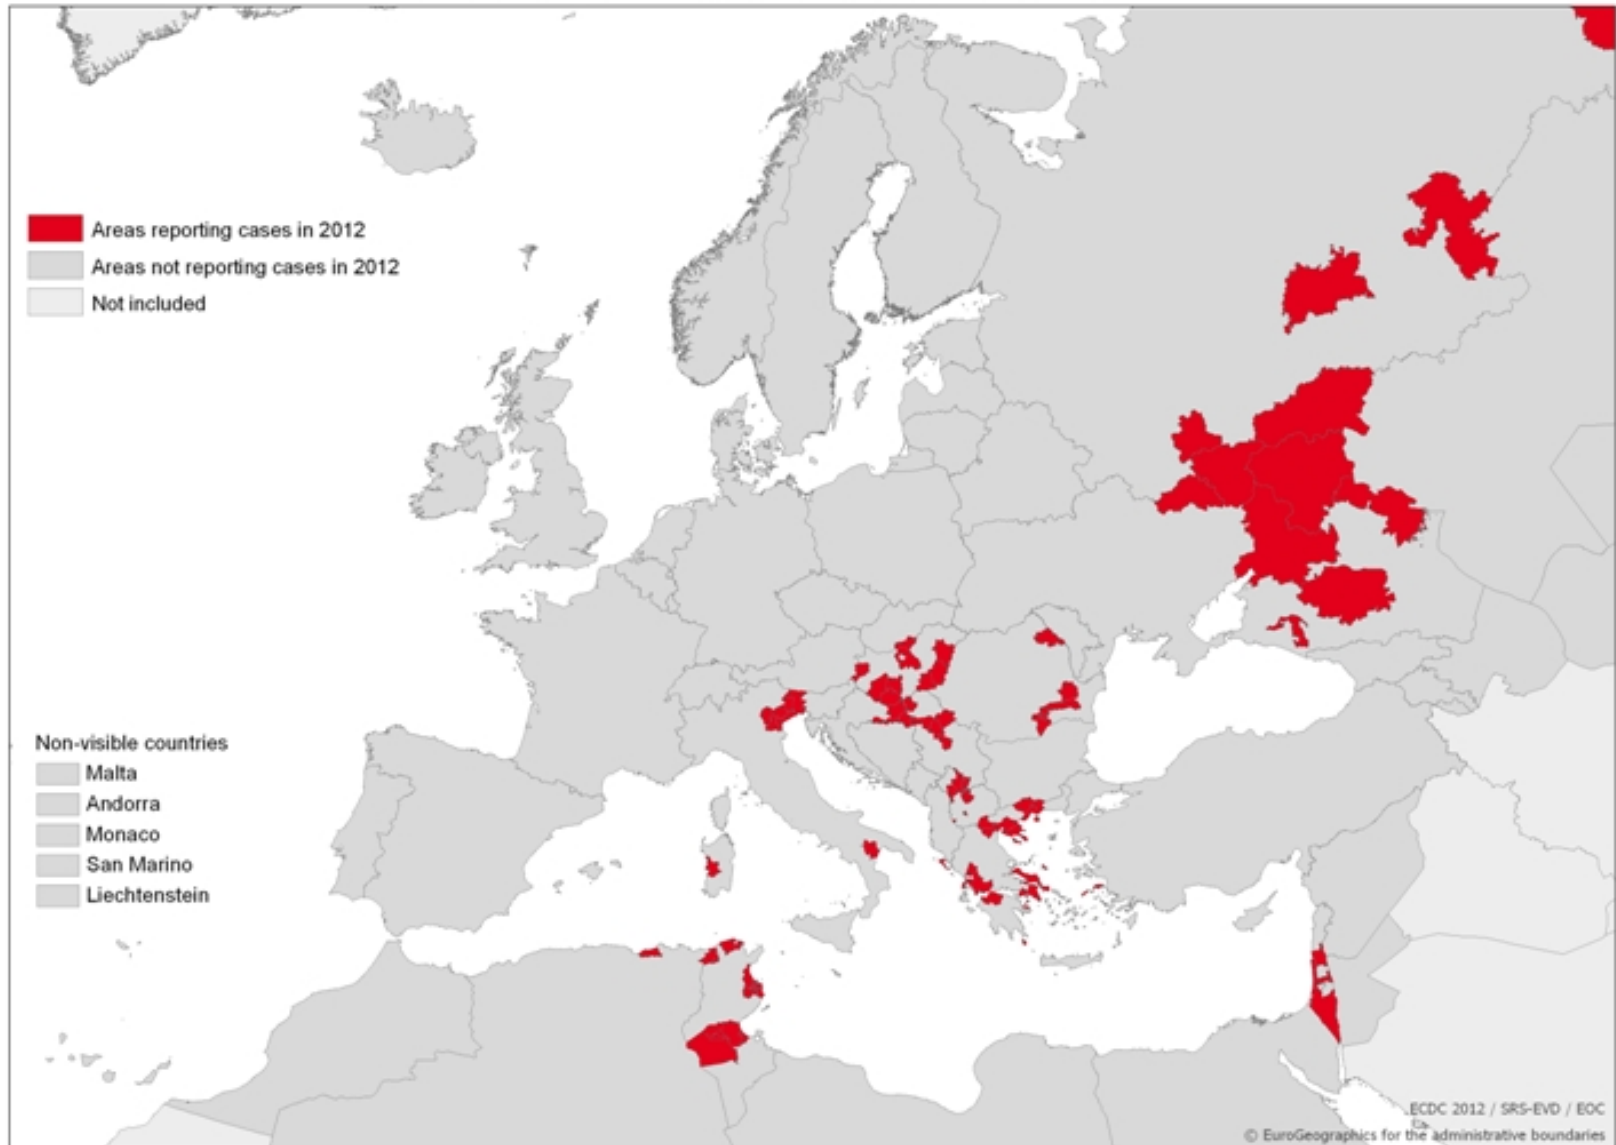 Areas reporting cases in 2012
Areas not reporting cases in 2012
Not included
Non-visible countries
Malta
Andorra
Monaco
San Marino
Liechtenstein
ECDC 2012 / SRS-EVD / EOC
© EuroGeographics for the administrative boundaries